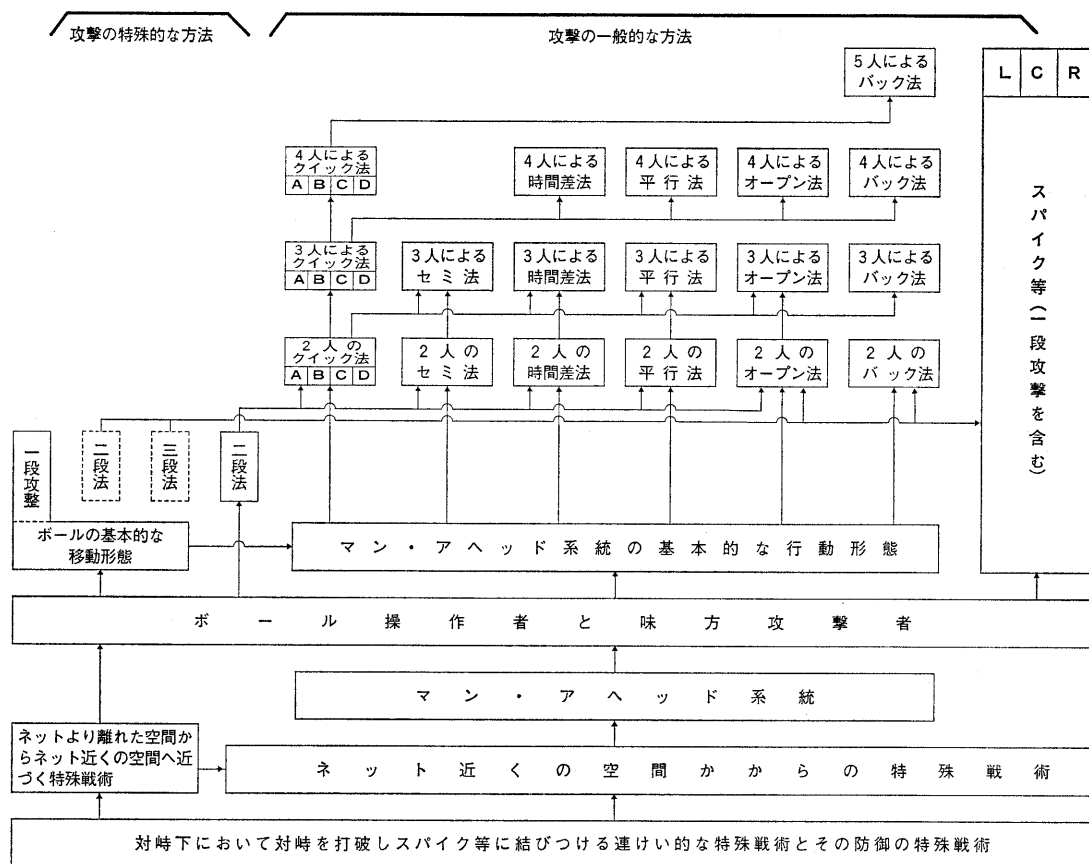 攻撃の特殊的な方法
攻撃の一般的な方法
5人による
バック法
L C R
4人による
クイック法
A B C D
4人による
時間差法
4人による
平行法
4人による
オープン法
4人による
バック法
スパイク等(一段攻撃を含む)
3人による
クイック法
A B C D
3人による
セミ法
3人による
時間差法
3人による
平行法
3人による
オープン法
3人による
バック法
2人の
クイック法
A B C D
2人の
セミ法
2人の
時間差法
2人の
平行法
2人の
オープン法
2人の
バック法
一段攻整
二段法
三段法
二段法
ボールの基本的な
移動形態
マン・アヘッド系統の基本的な行動形態
ボール操作者と味方攻撃者
マン・アヘッド系統
ネットより離れた空間か
らネット近くの空間へ近
づく特殊戦術
ネット近くの空間かからの特殊戦術
対峙下において対峙を打破しスパイク等に結びつける連けい的な特殊戦術とその防御の特殊戦術